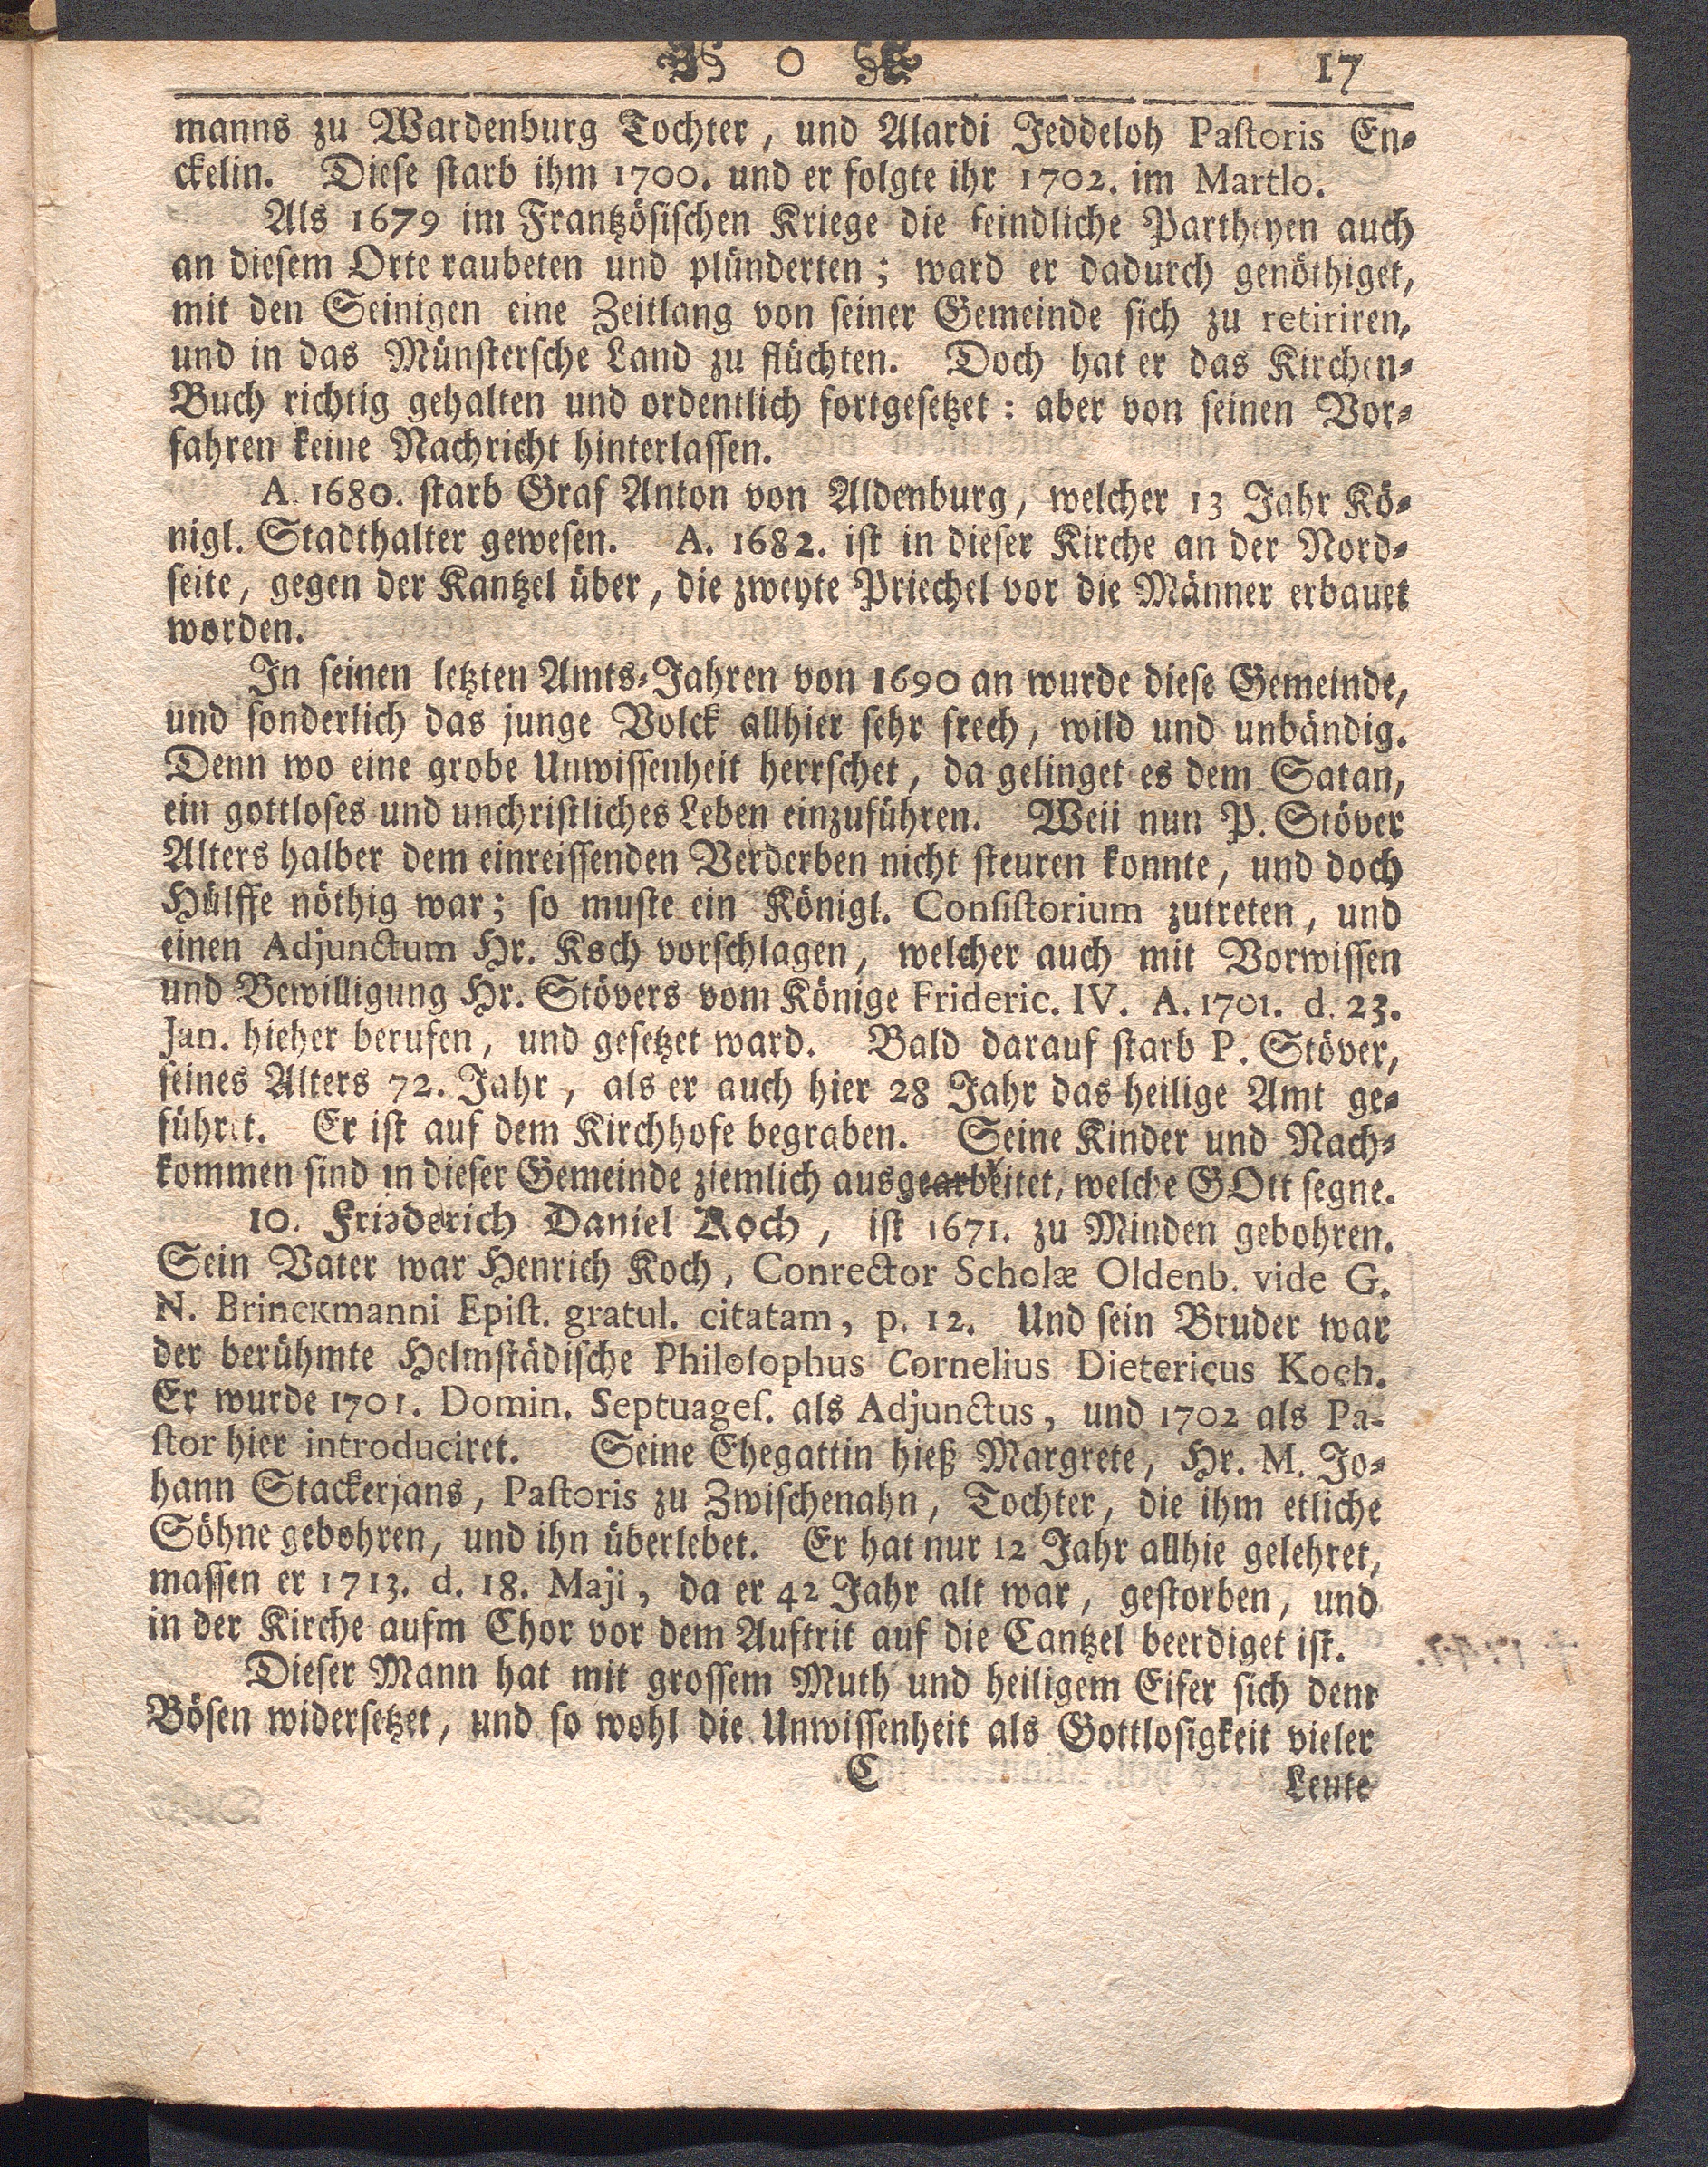 0 17
manns zu Wardenburg Tochter, und Alardi Jeddeloh Pastoris En-
ckelin. Diese starb ihm 1700. und er folgte ihr 1702. im Martlo.
Als 1679 im Frantzösischen Kriege die feindliche Partheyen auch
an diesem Orte raubeten und plünderten; ward er dadurch genöthiget,
mit den Seinigen eine Zeitlang von seiner Gemeinde sich zu retiriren,
und in das Münstersche Land zu flüchten. Doch hat er das Kirchen-
Buch richtig gehalten und ordentlich fortgesetzet: aber von seinen Vor-
fahren keine Nachricht hinterlassen.
A. 1680. starb Graf Anton von Aldenburg, welcher 13 Jahr Kö-
nigl. Stadthalter gewesen. A. 1682. ist in dieser Kirche an der Nord-
seite, gegen der Kantzel über, die zweyte Priechel vor die Männer erbauet
worden.
In seinen letzten Amts-Jahren von 1690 an wurde diese Gemeinde,
und sonderlich das junge Volck allhier sehr frech, wild und unbändig.
Denn wo eine grobe Unwissenheit herrschet, da gelinget es dem Satan,
ein gottloses und unchristliches Leben einzuführen. Weil nun P. Stöver
Alters halber dem einreissenden Verderben nicht steuren konnte, und doch
Hülffe nöthig war; so muste ein Königl. Consistorium zutreten, und
einen Adjunctum Hr. Koch vorschlagen, welcher auch mit Vorwissen
und Bewilligung Hr. Stövers vom Könige Frideric. IV. A. 1701. d. 23.
Jan. hieher berufen, und gesetzet ward. Bald darauf starb P. Stöver,
seines Alters 72. Jahr, als er auch hier 28 Jahr das heilige Amt ge-
führet. Er ist auf dem Kirchhofe begraben. Seine Kinder und Nach-
kommen sind in dieser Gemeinde ziemlich ausgearbeitet, welche GOtt segne.
10. Friederich Daniel Koch, ist 1671. zu Minden gebohren.
Sein Vater war Henrich Koch, Conrector Scholæ Oldenb. vide G.
N. Brinckmanni Epist. gratul. citatam, p. 12. Und sein Bruder war
der berühmte Helmstädische Philosophus Cornelius Dietericus Koch.
Er wurde 1701. Domin. Septuages. als Adjunctus, und 1702 als Pa-
stor hier introduciret. Seine Ehegattin hieß Margrete, Hr. M. Jo-
hann Stackerjans, Pastoris zu Zwischenahn, Tochter, die ihm etliche
Söhne gebohren, und ihn überlebet. Er hat nur 12 Jahr allhie gelehret,
massen er 1713. d. 18. Maji, da er 42 Jahr alt war, gestorben, und
in der Kirche aufm Chor vor dem Auftrit auf die Cantzel beerdiget ist.
Dieser Mann hat mit grossem Muth und heiligem Eifer sich dem
Bösen widersetzet, und so wohl die Unwissenheit als Gottlosigkeit vieler
C Leute